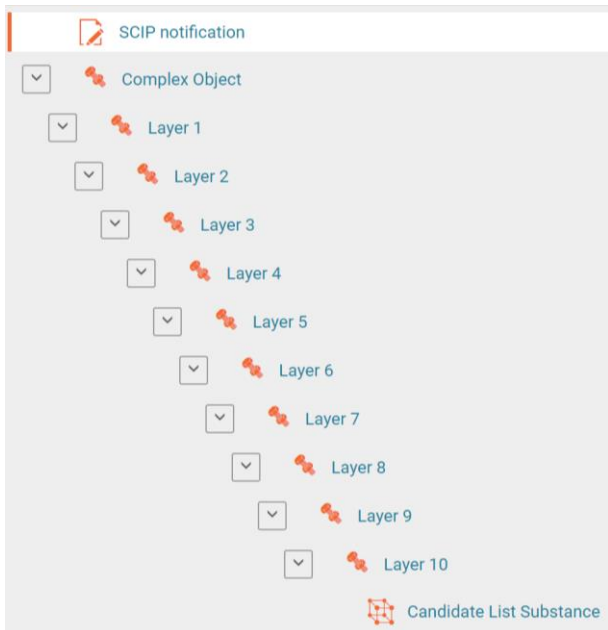 SCIP notification
Complex Object
Layer 1
Layer 2
Layer 3
Layer 4
Layer 5
Layer 6
Layer 7
Layer 8
Layer 9
Layer 10
Candidate List Substance